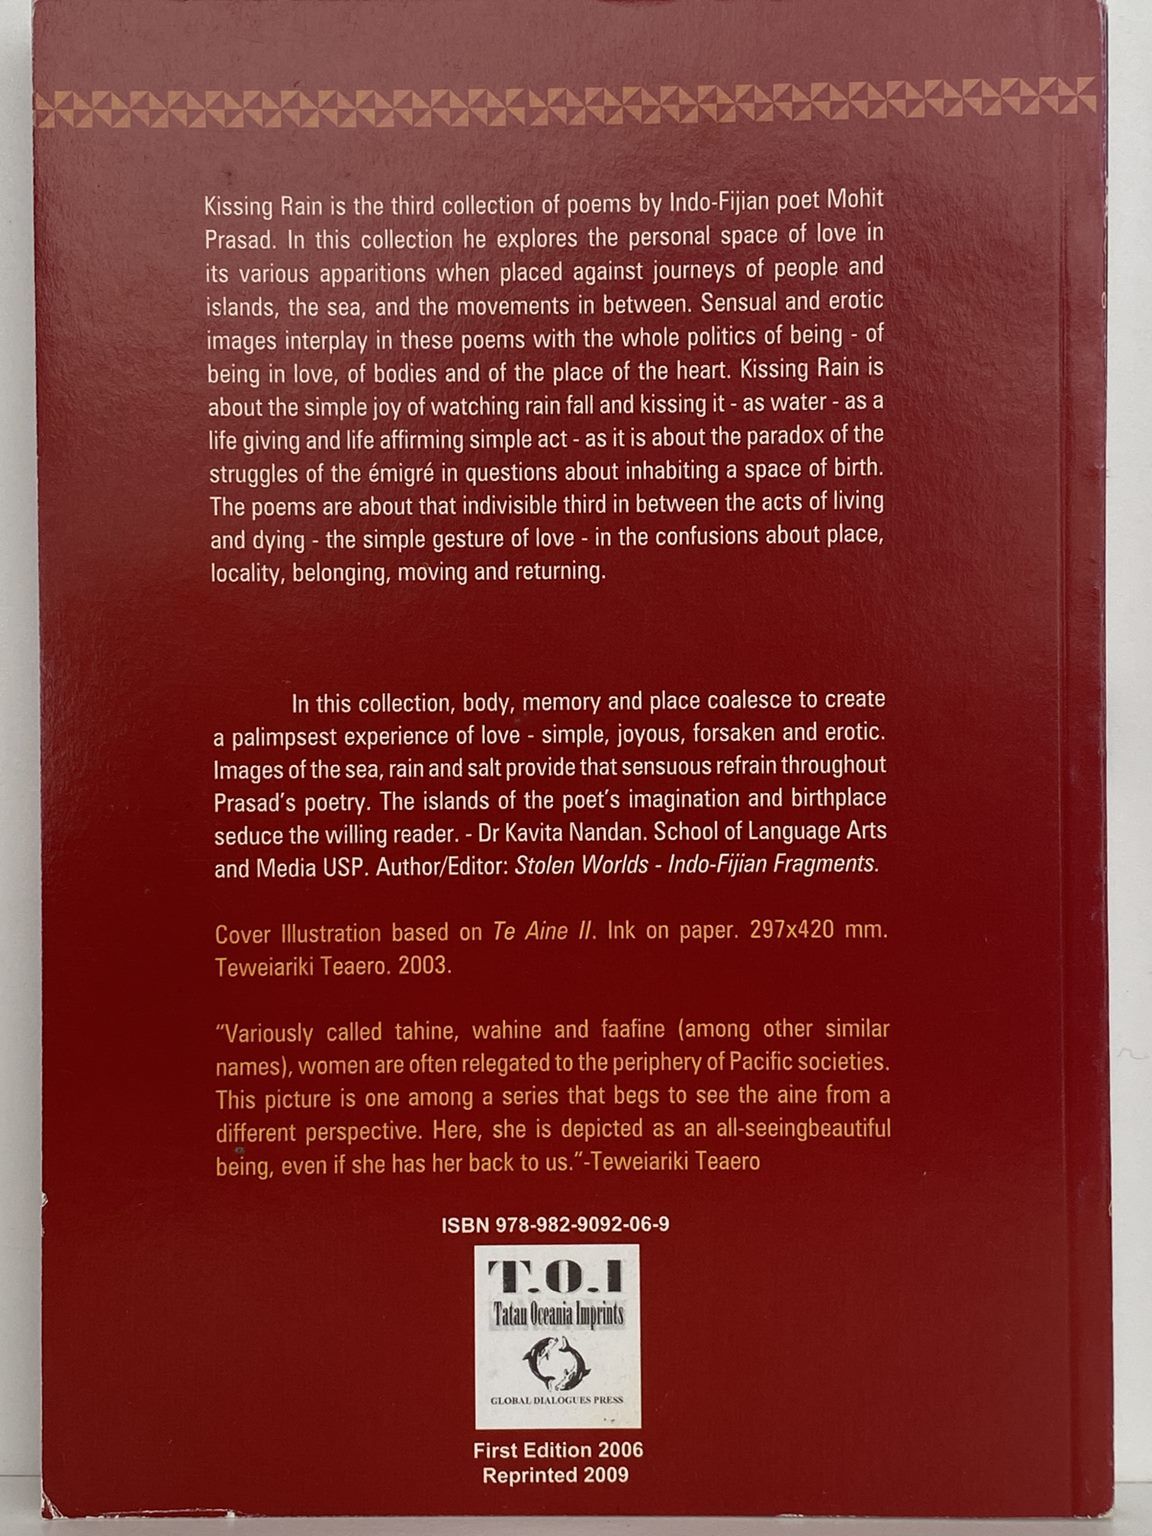 Kissing Rain is the third collection of poems by Indo-Fijian poet Mohit
Prasad. In this collection he explores the personal space of love in
its various apparitions when placed against journeys of people and
islands, the sea, and the movements in between. Sensual and erotic
images interplay in these poems with the whole politics of being - of
being in love, of bodies and of the place of the heart. Kissing Rain is
about the simple joy of watching rain fall and kissing it - as water - as a
life giving and life affirming simple act - as it is about the paradox of the
struggles of the émigré in questions about inhabiting a space of birth.
The poems are about that indivisible third in between the acts of living
and dying - the simple gesture of love - in the confusions about place,
locality, belonging, moving and returning.
In this collection, body, memory and place coalesce to create
a palimpsest experience of love - simple, joyous, forsaken and erotic.
Images of the sea, rain and salt provide that sensuous refrain throughout
Prasad's poetry. The islands of the poet's imagination and birthplace
seduce the willing reader. - Dr Kavita Nandan. School of Language Arts
and Media USP. Author/Editor: Stolen Worlds - Indo-Fijian Fragments.
Cover Illustration based on Te Aine II. Ink on paper. 297x420 mm.
Teweiariki Teaero. 2003.
“Variously called tahine, wahine and faafine (among other similar
names), women are often relegated to the periphery of Pacific societies.
This picture is one among a series that begs to see the aine from a
different perspective. Here, she is depicted as an all-seeingbeautiful
being, even if she has her back to us.”-Teweiariki Teaero
ISBN 978-982-9092-06-9
T.O.I
Tatau Oceania Imprints
GLOBAL DIALOGUES PRESS
First Edition 2006
Reprinted 2009